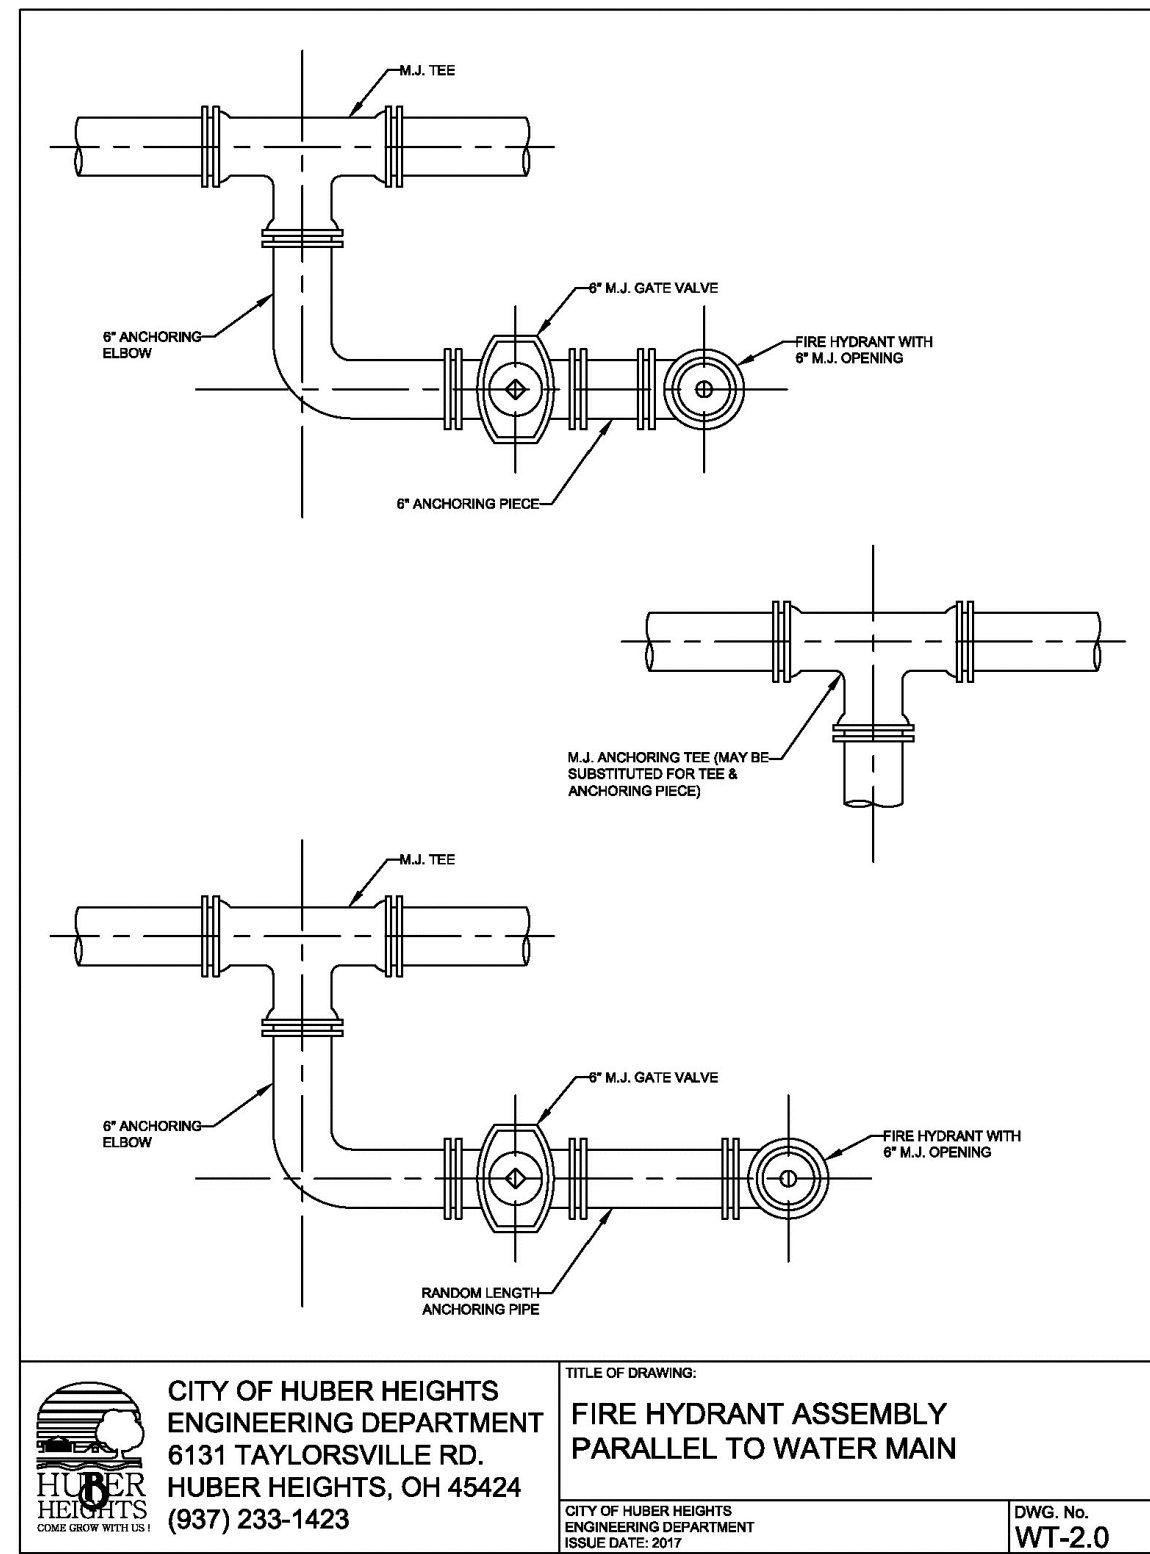 M.J. TEE
6" M.J. GATE VALVE
6" ANCHORING
ELBOW
FIRE HYDRANT WITH
6" M.J. OPENING
6" ANCHORING PIECE
M.J. ANCHORING TEE (MAY BE
SUBSTITUTED FOR TEE &
ANCHORING PIECE)
M.J. TEE
6" M.J. GATE VALVE
6" ANCHORING
ELBOW
FIRE HYDRANT WITH
6" M.J. OPENING
RANDOM LENGTH
ANCHORING PIPE
HUBER
HEIGHTS
COME GROW WITH US !
CITY OF HUBER HEIGHTS
ENGINEERING DEPARTMENT
6131 TAYLORSVILLE RD.
HUBER HEIGHTS, OH 45424
(937) 233-1423
TITLE OF DRAWING:
FIRE HYDRANT ASSEMBLY
PARALLEL TO WATER MAIN
CITY OF HUBER HEIGHTS
ENGINEERING DEPARTMENT
ISSUE DATE: 2017
DWG. No.
WT-2.0